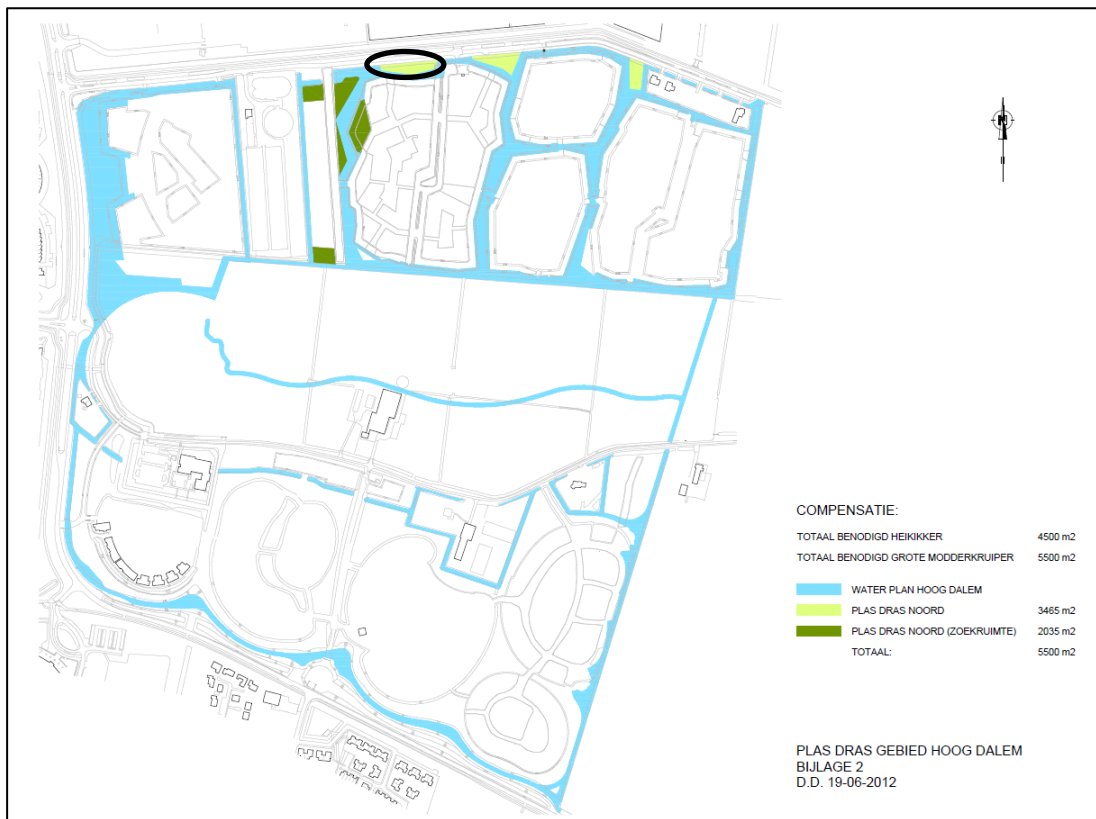 COMPENSATIE:
TOTAAL BENODIGD HEIKIKKER 4500 m2
TOTAAL BENODIGD GROTE MODDERKRUIPER 5500 m2
WATER PLAN HOOG DALEM
PLAS DRAS NOORD 3465 m2
PLAS DRAS NOORD (ZOEKRUIMTE) 2035 m2
TOTAAL: 5500 m2
PLAS DRAS GEBIED HOOG DALEM
BIJLAGE 2
D.D. 19-06-2012